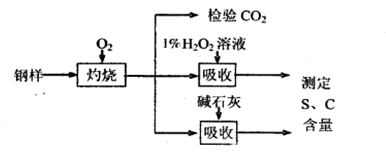 检验CO₂
O₂
1%H₂O₂溶液
钢样
灼烧
吸收
测定
S、C
含量
碱石灰
吸收